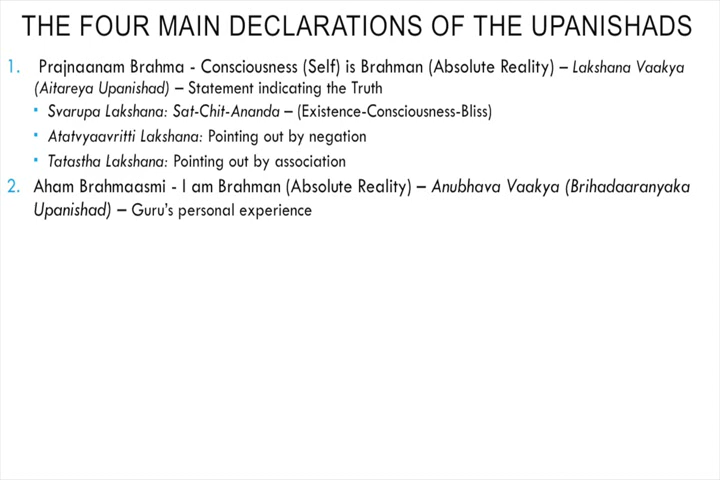 THE FOUR MAIN DECLARATIONS OF THE UPANISHADS
1. Prajnaanam Brahma - Consciousness (Self) is Brahman (Absolute Reality) – Lakshana Vaakya
(Aitareya Upanishad) – Statement indicating the Truth
▪ Svarupa Lakshana: Sat-Chit-Ananda – (Existence-Consciousness-Bliss)
▪ Atatvyaavritti Lakshana: Pointing out by negation
▪ Tatastha Lakshana: Pointing out by association
2. Aham Brahmaasmi - I am Brahman (Absolute Reality) – Anubhava Vaakya (Brihadaaranyaka
Upanishad) – Guru's personal experience